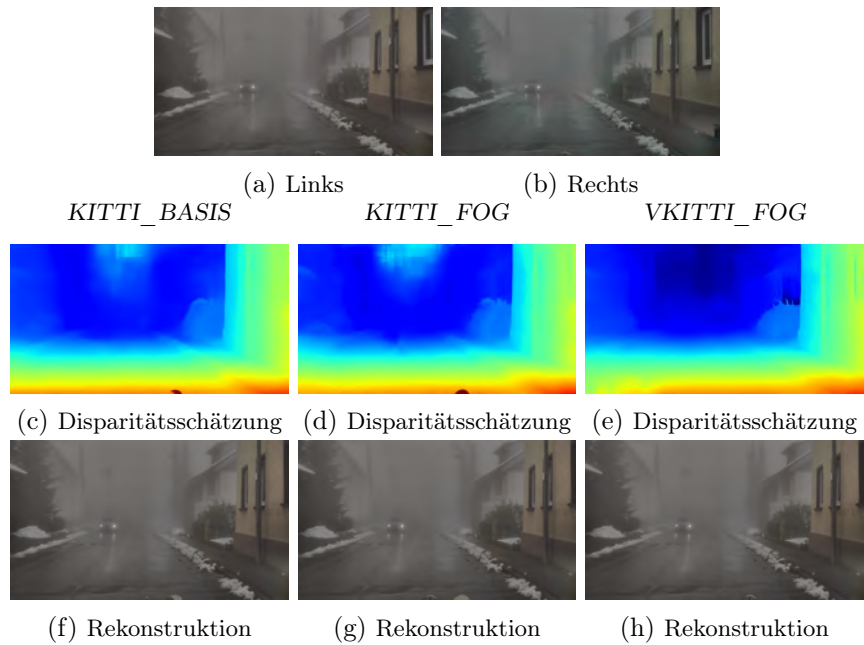 (a) Links (b) Rechts
KITTI_BASIS KITTI_FOG VKITTI_FOG
(c) Disparitätsschätzung (d) Disparitätsschätzung (e) Disparitätsschätzung
(f) Rekonstruktion (g) Rekonstruktion (h) Rekonstruktion